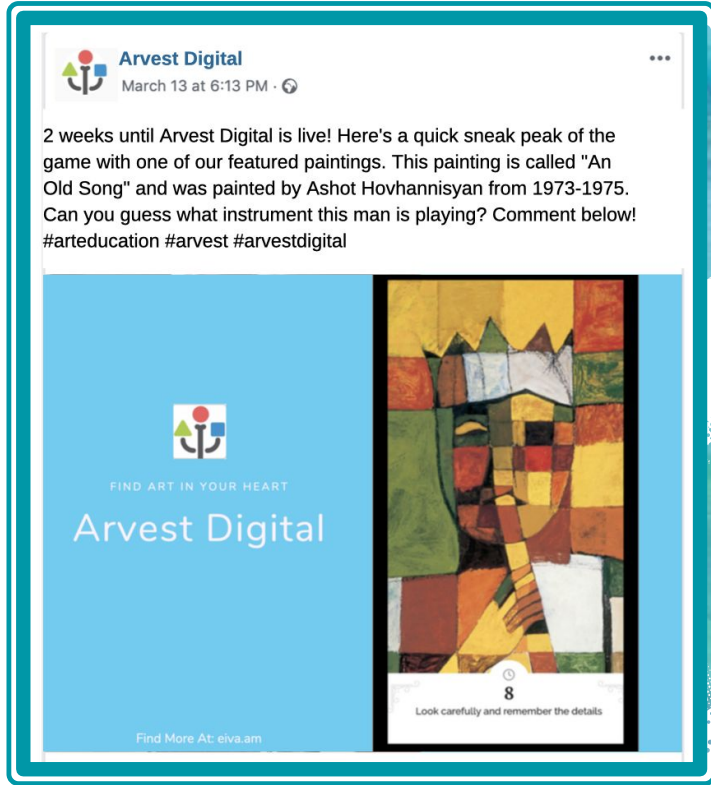 Arvest Digital
March 13 at 6:13 PM ·
2 weeks until Arvest Digital is live! Here's a quick sneak peak of the
game with one of our featured paintings. This painting is called "An
Old Song" and was painted by Ashot Hovhannisyan from 1973-1975.
Can you guess what instrument this man is playing? Comment below!
#arteducation #arvest #arvestdigital
FIND ART IN YOUR HEART
Arvest Digital
Find More At: eiva.am
8
Look carefully and remember the details